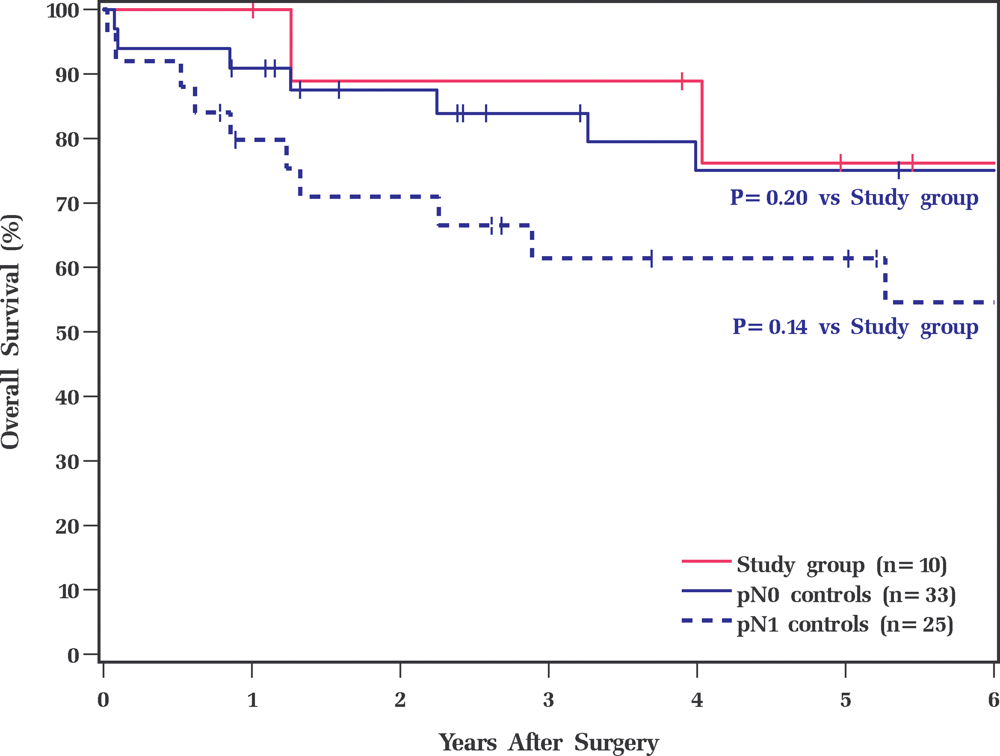 100
90
80
70
60
50
40
30
20
10
0
Overall Survival (%)
P= 0.20 vs Study group
P= 0.14 vs Study group
Study group (n= 10)
pN0 controls (n= 33)
pN1 controls (n= 25)
0 1 2 3 4 5 6
Years After Surgery